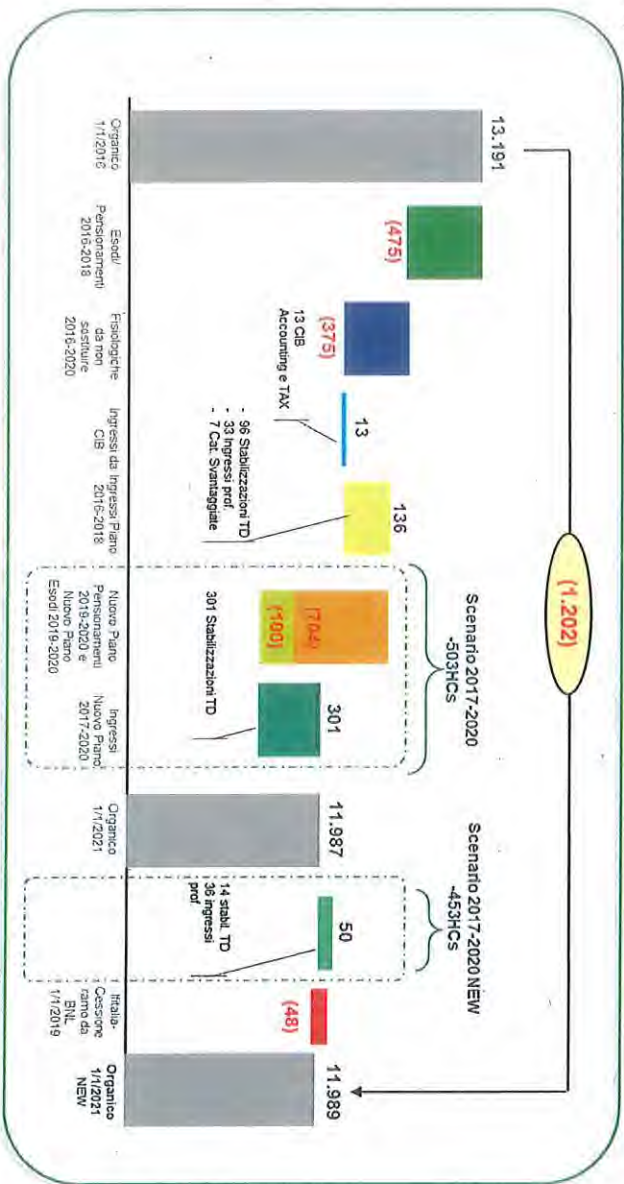 (1.202)
Scenario 2017-2020
-503HCs
Scenario 2017-2020 NEW
-453HCs
13.191
(475)
(375)
13
13 CIB
Accounting e TAX
136
- 96 Stabilizzazioni TD
- 33 Ingressi prof.
- 7 Cat. Svantaggiate
(704)
(100)
301
301 Stabilizzazioni TD
11.987
50
14 stabil. TD
36 ingressi
prof
(48)
11.989
Organico
1/1/2016
Esodi/
Pensionamenti
2016-2018
Fisiologiche
da non
sostituire
2016-2020
Ingressi da
CIB
Ingressi Piano
2016-2018
Nuovo Piano
Pensionamenti
2019-2020 e
Nuovo Piano
Esodi 2019-2020
Ingressi
Nuovo Piano
2017-2020
Organico
1/1/2021
Ifitalia-
Cessione
ramo da
BNL
1/1/2019
Organico
1/1/2021
NEW